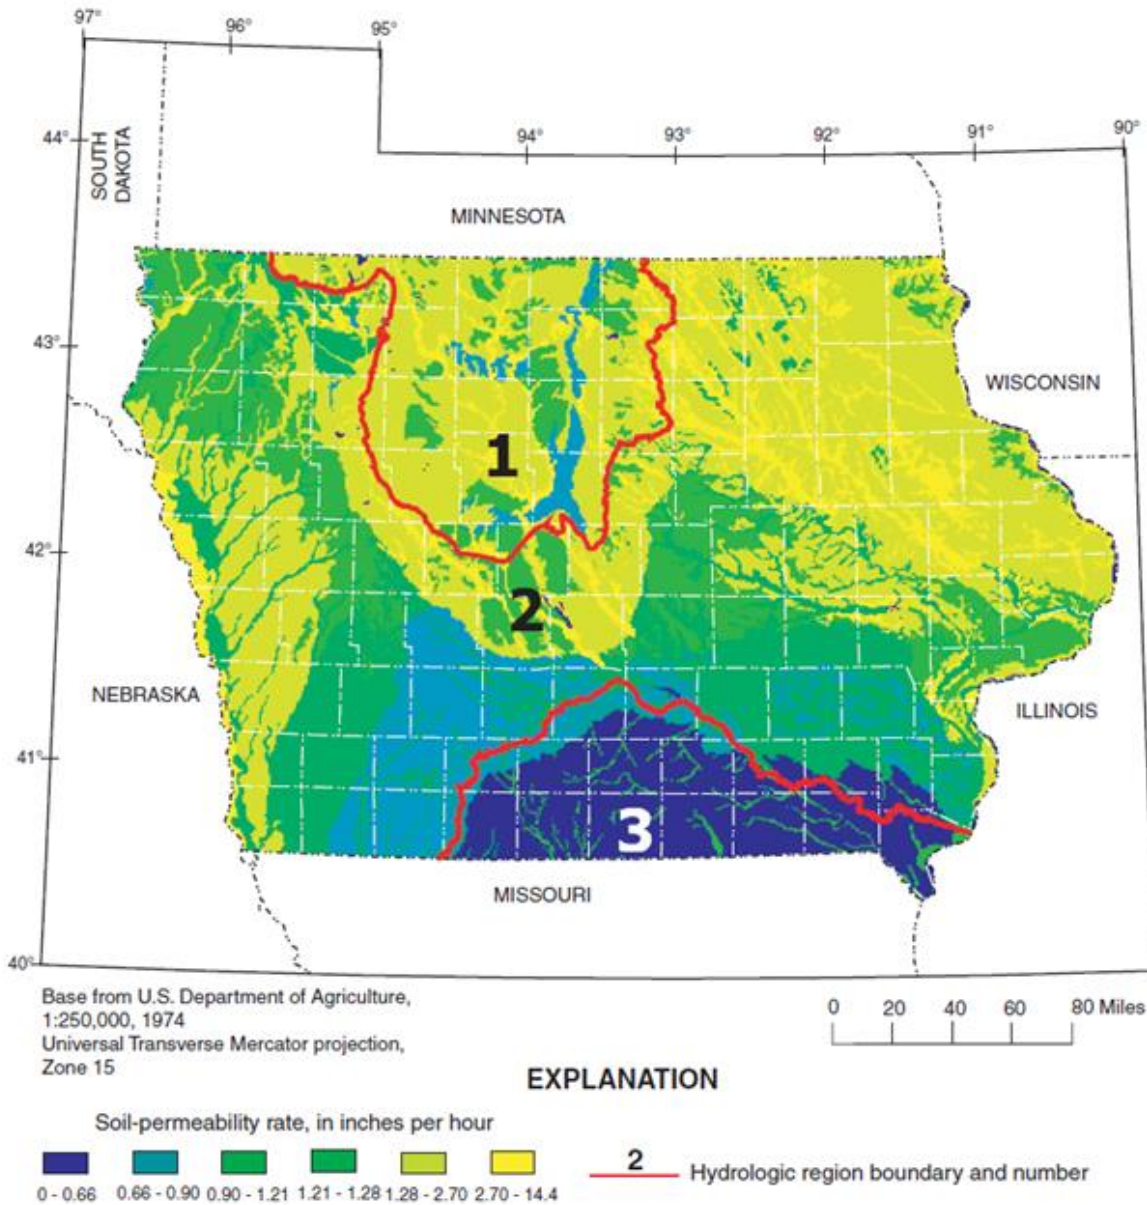 97°
96°
95°
44°
SOUTH
DAKOTA
94°
93°
92°
91°
90°
MINNESOTA
43°
WISCONSIN
1
42°
2
NEBRASKA
ILLINOIS
41°
3
MISSOURI
40°
Base from U.S. Department of Agriculture,
1:250,000, 1974
Universal Transverse Mercator projection,
Zone 15
0 20 40 60 80 Miles
EXPLANATION
Soil-permeability rate, in inches per hour
0 - 0.66 0.66 - 0.90 0.90 - 1.21 1.21 - 1.28 1.28 - 2.70 2.70 - 14.4
2
Hydrologic region boundary and number